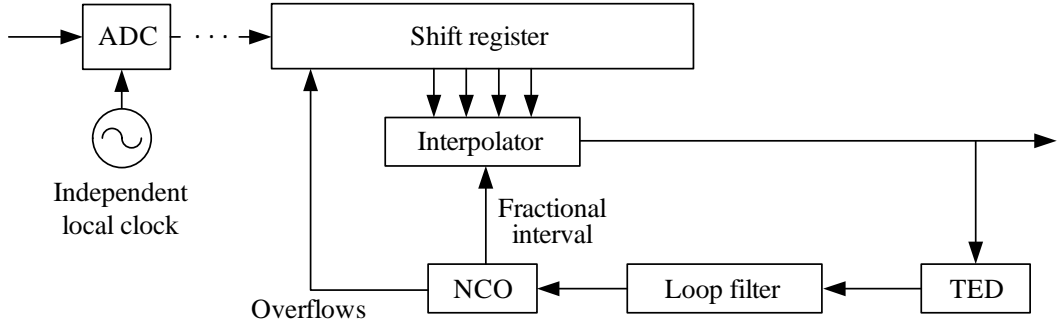 ADC
Shift register
Interpolator
Independent
local clock
Fractional
interval
NCO
Loop filter
TED
Overflows